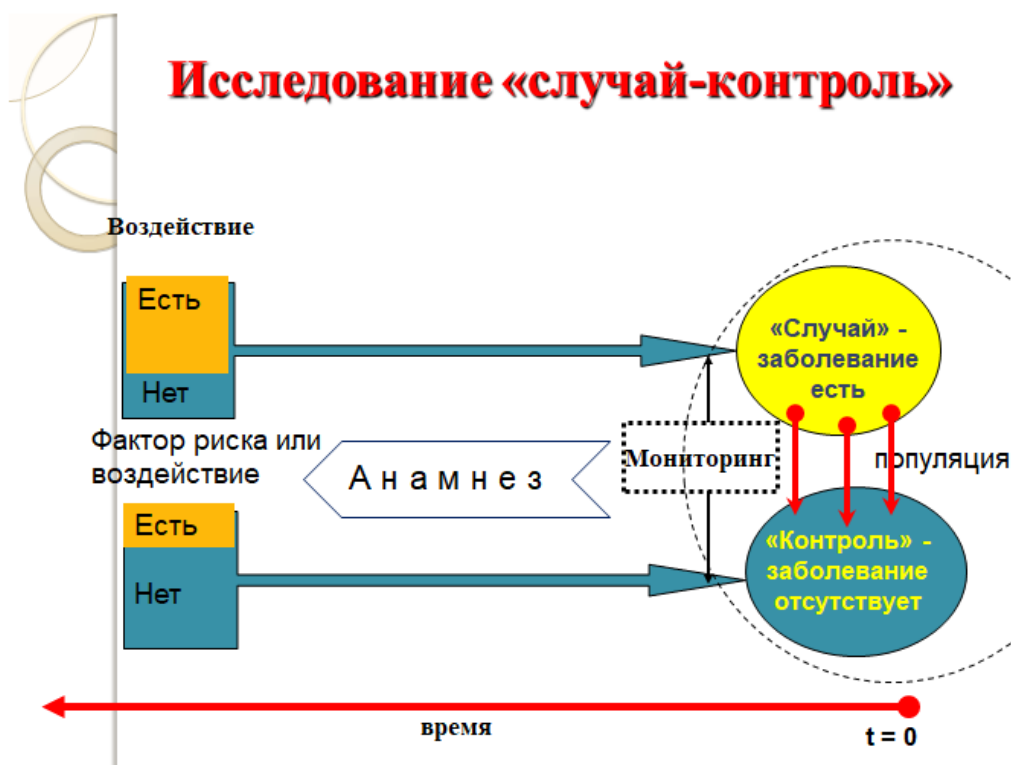 Исследование «случай-контроль»
Воздействие
Есть
Нет
Фактор риска или
воздействие
Есть
Нет
А н а м н е з
Мониторинг
«Случай» -
заболевание
есть
популяция
«Контроль» -
заболевание
отсутствует
время
t = 0